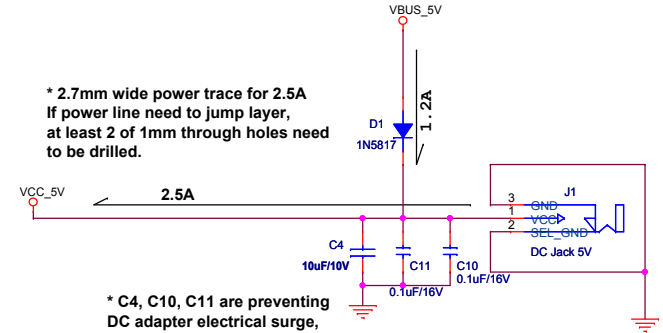 VBUS_5V
* 2.7mm wide power trace for 2.5A
If power line need to jump layer,
at least 2 of 1mm through holes need
to be drilled.
D1
1N5817
1.2A
VCC_5V
2.5A
J1
3 GND
1 VCC
2 SEL_GND
DC Jack 5V
C4
10uF/10V
C11
0.1uF/16V
C10
0.1uF/16V
* C4, C10, C11 are preventing
DC adapter electrical surge,